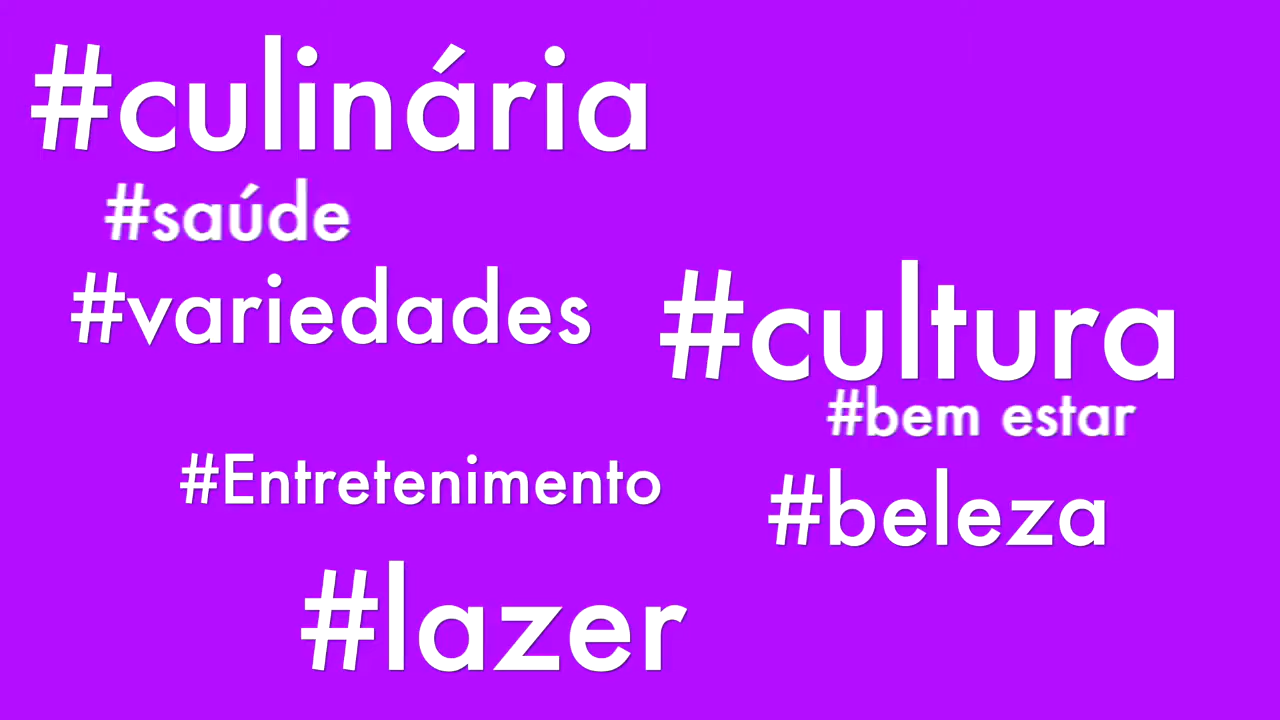 #culinária
#saúde
#variedades
#cultura
#bem estar
#Entretenimento
#beleza
#lazer